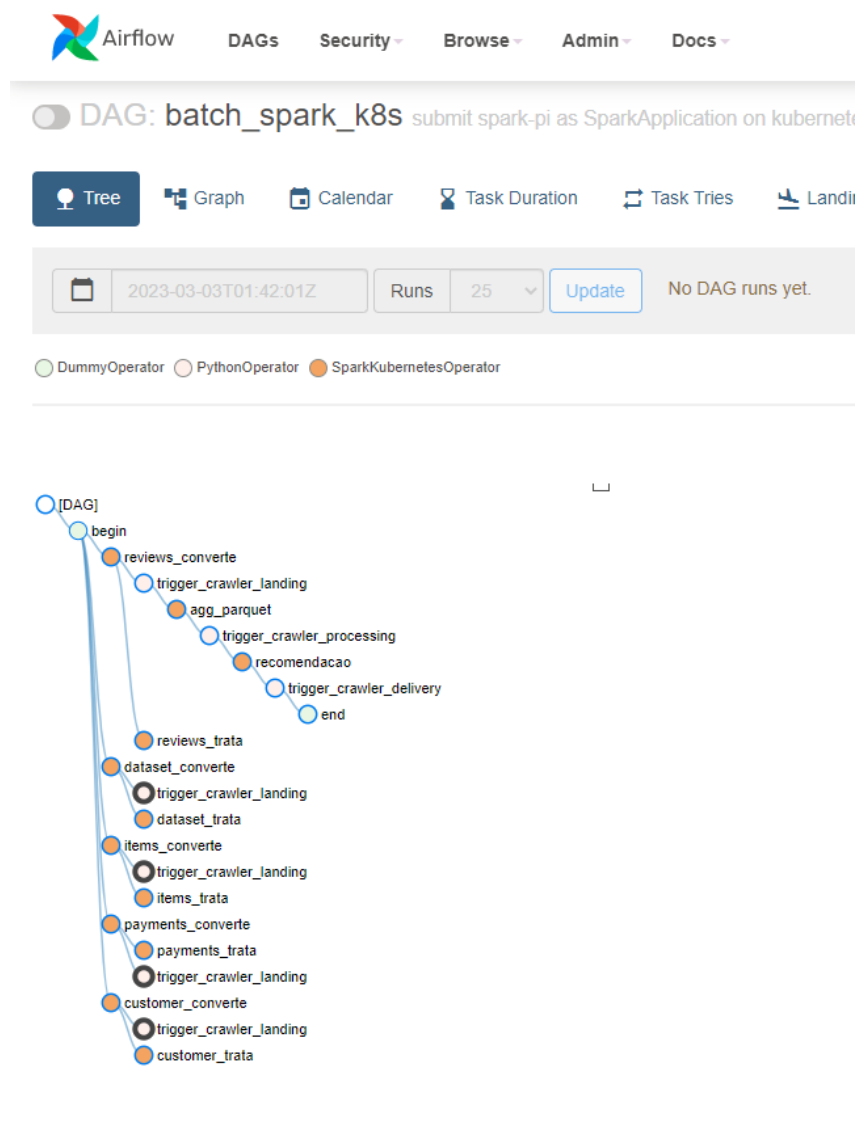 Airflow DAGs Security Browse Admin Docs
DAG: batch_spark_k8s submit spark-pi as SparkApplication on kubernete
Tree Graph Calendar Task Duration Task Tries Landin
2023-03-03T01:42:01Z Runs 25 Update No DAG runs yet.
DummyOperator PythonOperator SparkKubernetesOperator
[DAG]
begin
reviews_converte
trigger_crawler_landing
agg_parquet
trigger_crawler_processing
recomendacao
trigger_crawler_delivery
end
reviews_trata
dataset_converte
trigger_crawler_landing
dataset_trata
items_converte
trigger_crawler_landing
items_trata
payments_converte
payments_trata
trigger_crawler_landing
customer_converte
trigger_crawler_landing
customer_trata